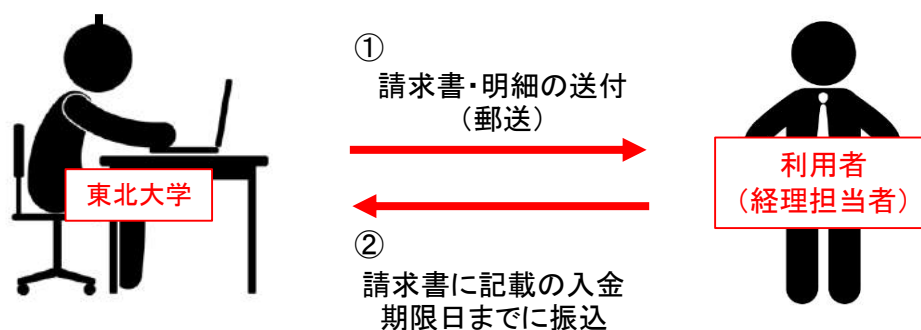 ①
請求書・明細の送付
（郵送）
東北大学
利用者
（経理担当者）
②
請求書に記載の入金
期限日までに振込